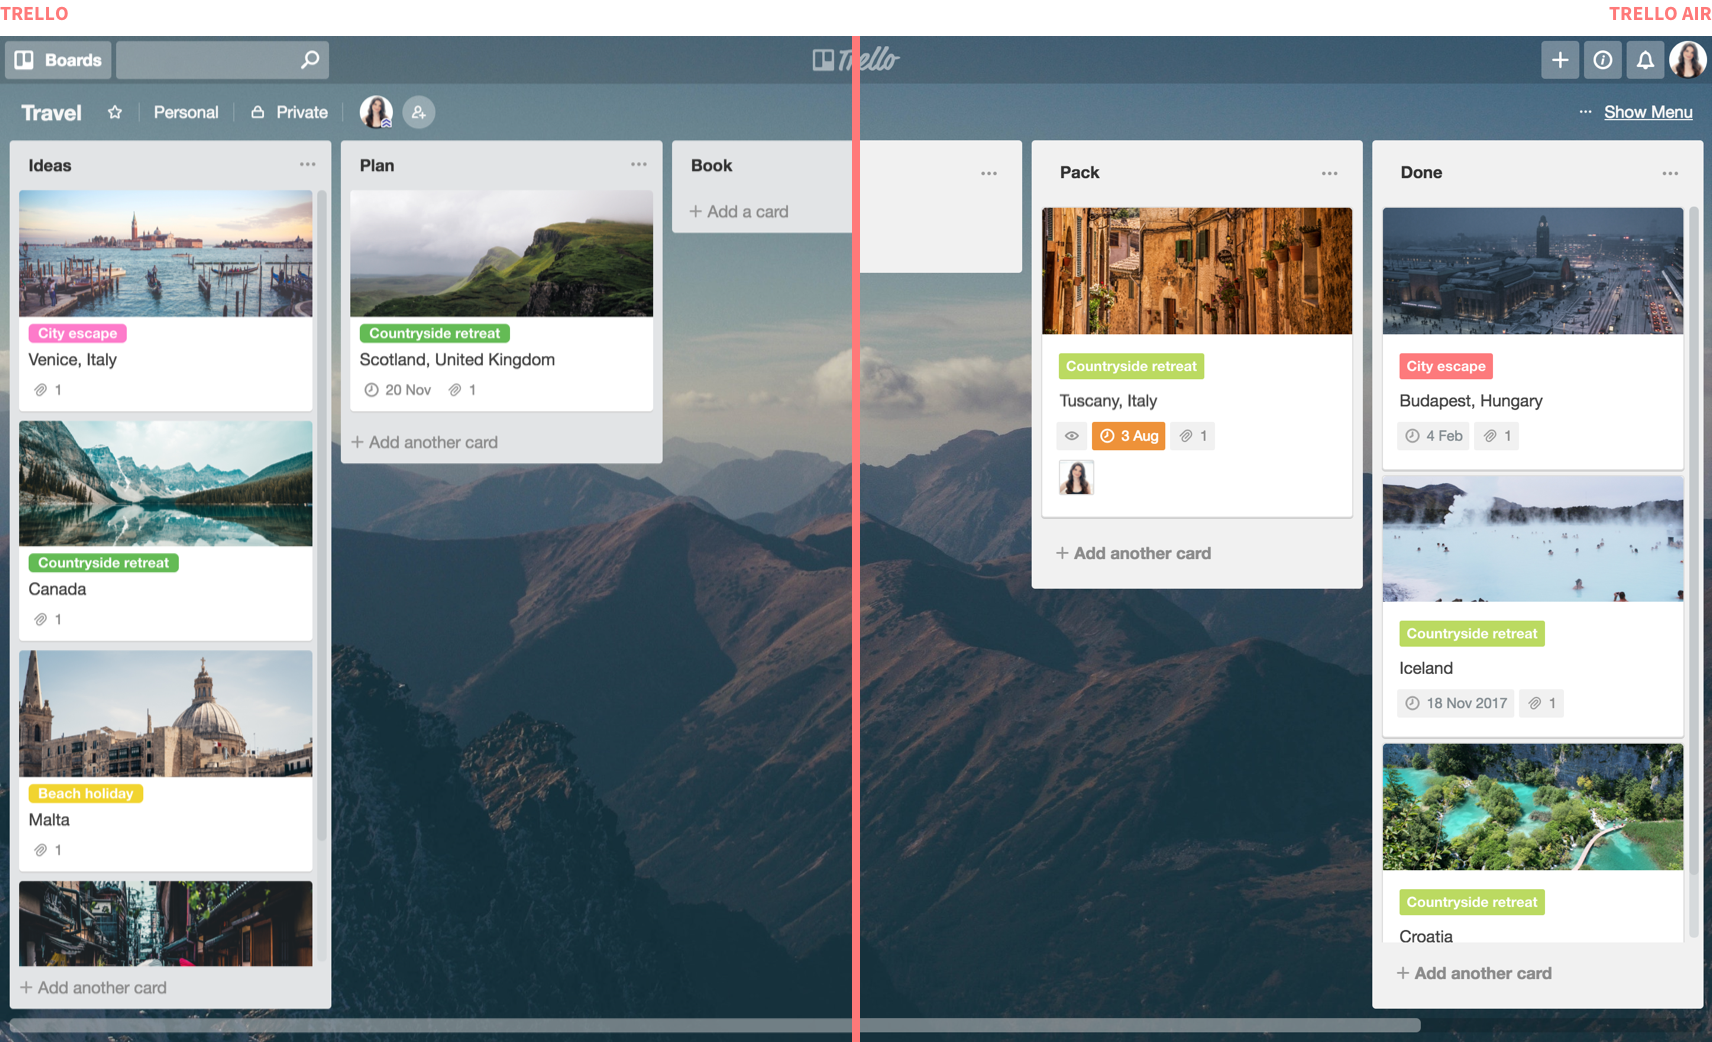 TRELLO
TRELLO AIR
Boards
Trello
Travel
Personal
Private
Show Menu
Ideas
City escape
Venice, Italy
1
Countryside retreat
Canada
1
Beach holiday
Malta
1
+ Add another card
Plan
Countryside retreat
Scotland, United Kingdom
20 Nov 1
+ Add another card
Book
+ Add a card
Pack
Countryside retreat
Tuscany, Italy
3 Aug 1
+ Add another card
Done
City escape
Budapest, Hungary
4 Feb 1
Countryside retreat
Iceland
18 Nov 2017 1
Countryside retreat
Croatia
+ Add another card